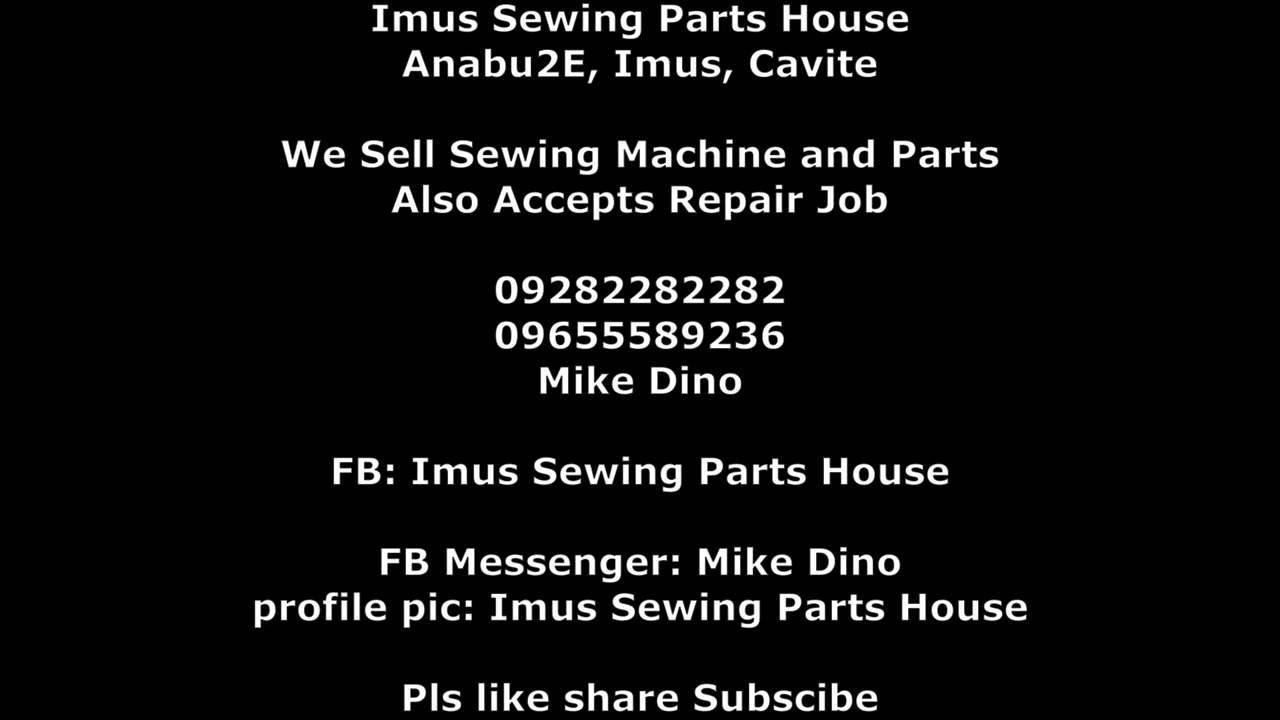 Imus Sewing Parts House
Anabu2E, Imus, Cavite
We Sell Sewing Machine and Parts
Also Accepts Repair Job
09282282282
09655589236
Mike Dino
FB: Imus Sewing Parts House
FB Messenger: Mike Dino
profile pic: Imus Sewing Parts House
Pls like share Subscibe